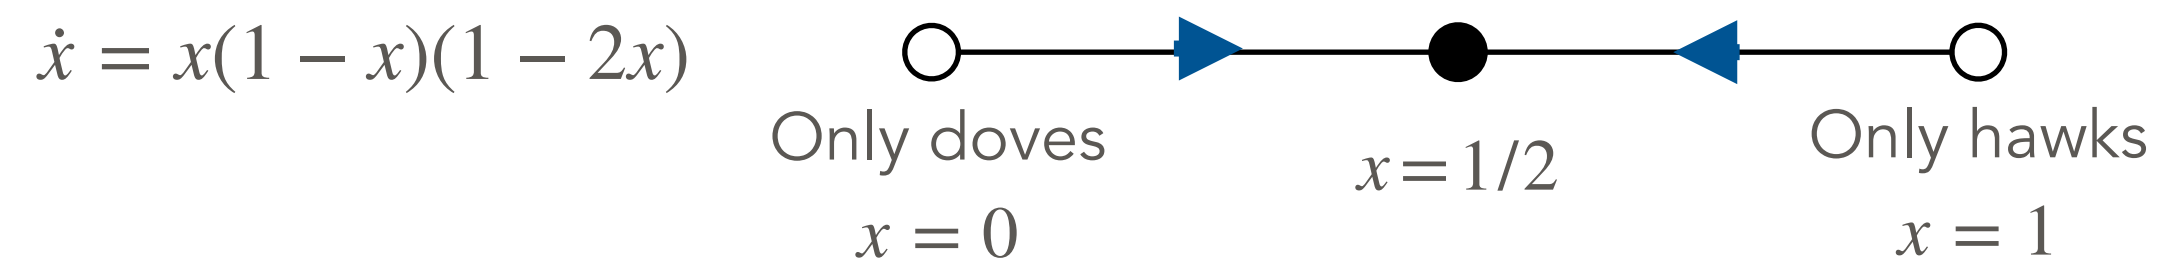 ẋ = x(1 − x)(1 − 2x)
Only doves
x = 0
x = 1/2
Only hawks
x = 1